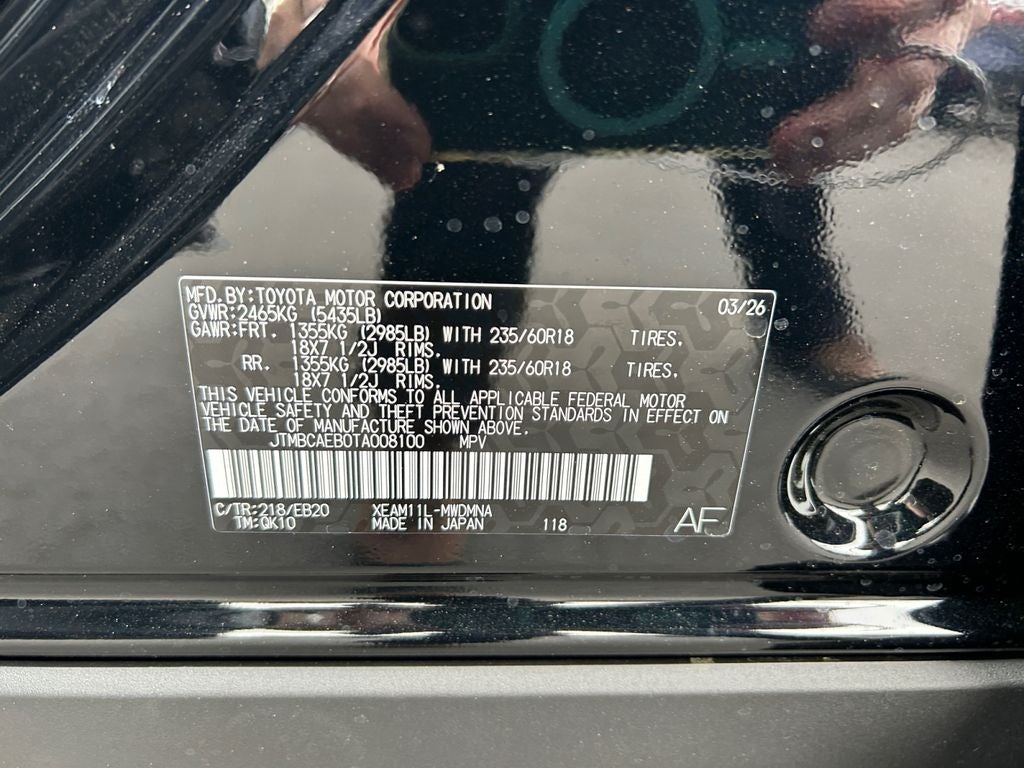 MFD.BY:TOYOTA MOTOR CORPORATION 03/26
GVWR:2465KG (5435LB)
GAWR:FRT. 1355KG (2985LB) WITH 235/60R18 TIRES.
18X7 1/2J RIMS.
RR. 1355KG (2985LB) WITH 235/60R18 TIRES.
18X7 1/2J RIMS.
THIS VEHICLE CONFORMS TO ALL APPLICABLE FEDERAL MOTOR
VEHICLE SAFETY AND THEFT PREVENTION STANDARDS IN EFFECT ON
THE DATE OF MANUFACTURE SHOWN ABOVE.
JTMBCAEB0TA008100 MPV
C/TR:218/EB20 XEAM11L-MWDMNA
TM:QK10 MADE IN JAPAN 118 AF